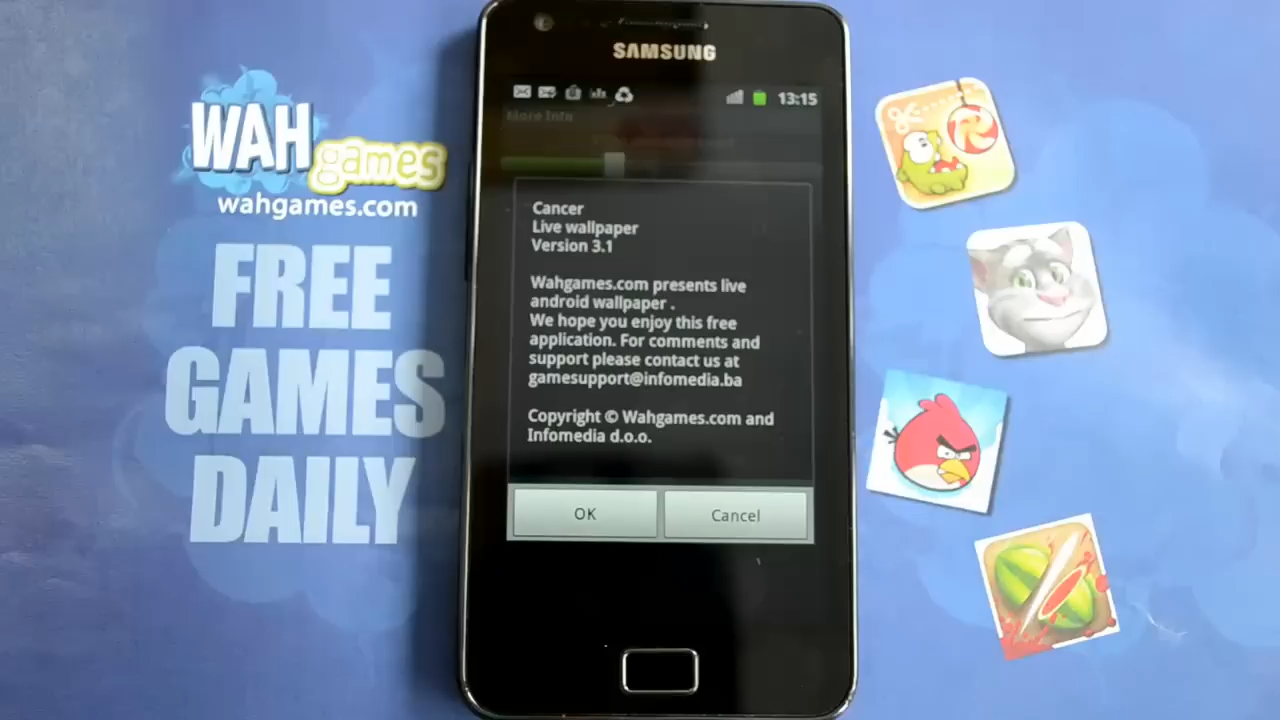 WAH
games
wahgames.com
FREE
GAMES
DAILY
SAMSUNG
13:15
More Info
Cancer
Live wallpaper
Version 3.1
Wahgames.com presents live
android wallpaper .
We hope you enjoy this free
application. For comments and
support please contact us at
gamesupport@infomedia.ba
Copyright © Wahgames.com and
Infomedia d.o.o.
OK
Cancel